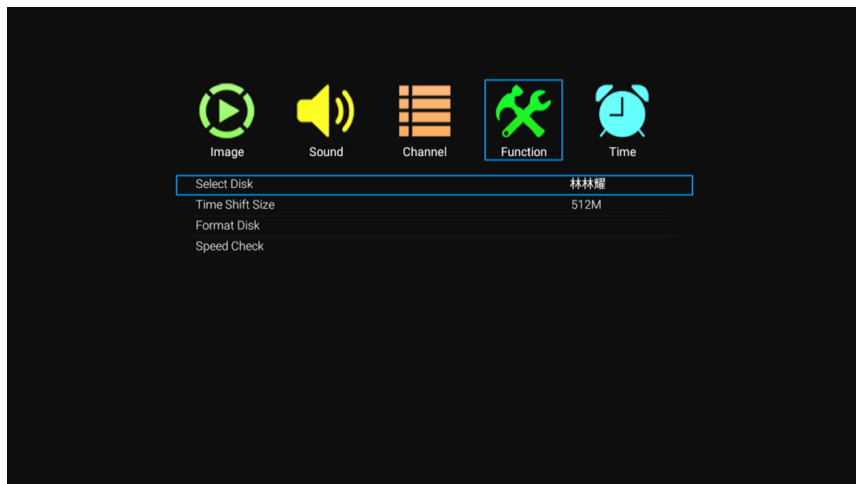 Image Sound Channel Function Time
Select Disk 林林耀
Time Shift Size 512M
Format Disk
Speed Check